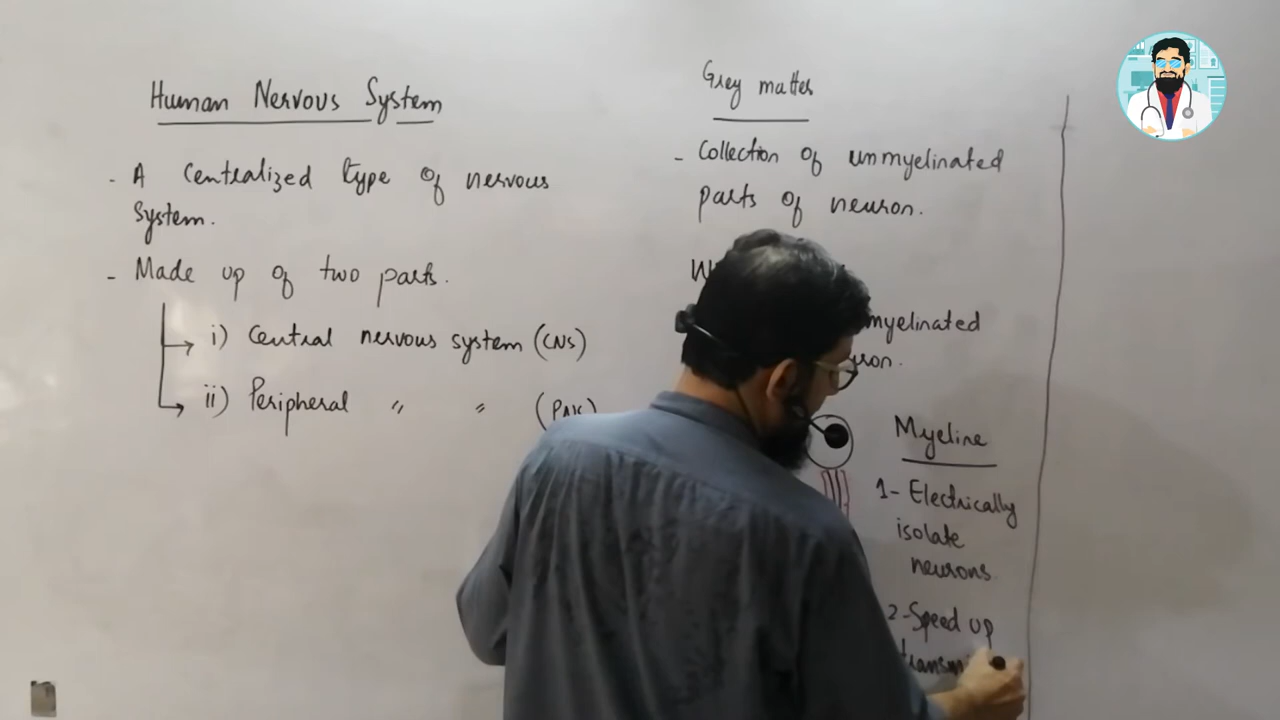 Human Nervous System
- A Centralized type of nervous
System.
- Made up of two parts.
i) Central nervous system (CNS)
ii) Peripheral " "
Grey matter
- Collection of unmyelinated
parts of neuron.
myelinated
Myeline
1- Electrically
isolate
neurons.
2- Speed up